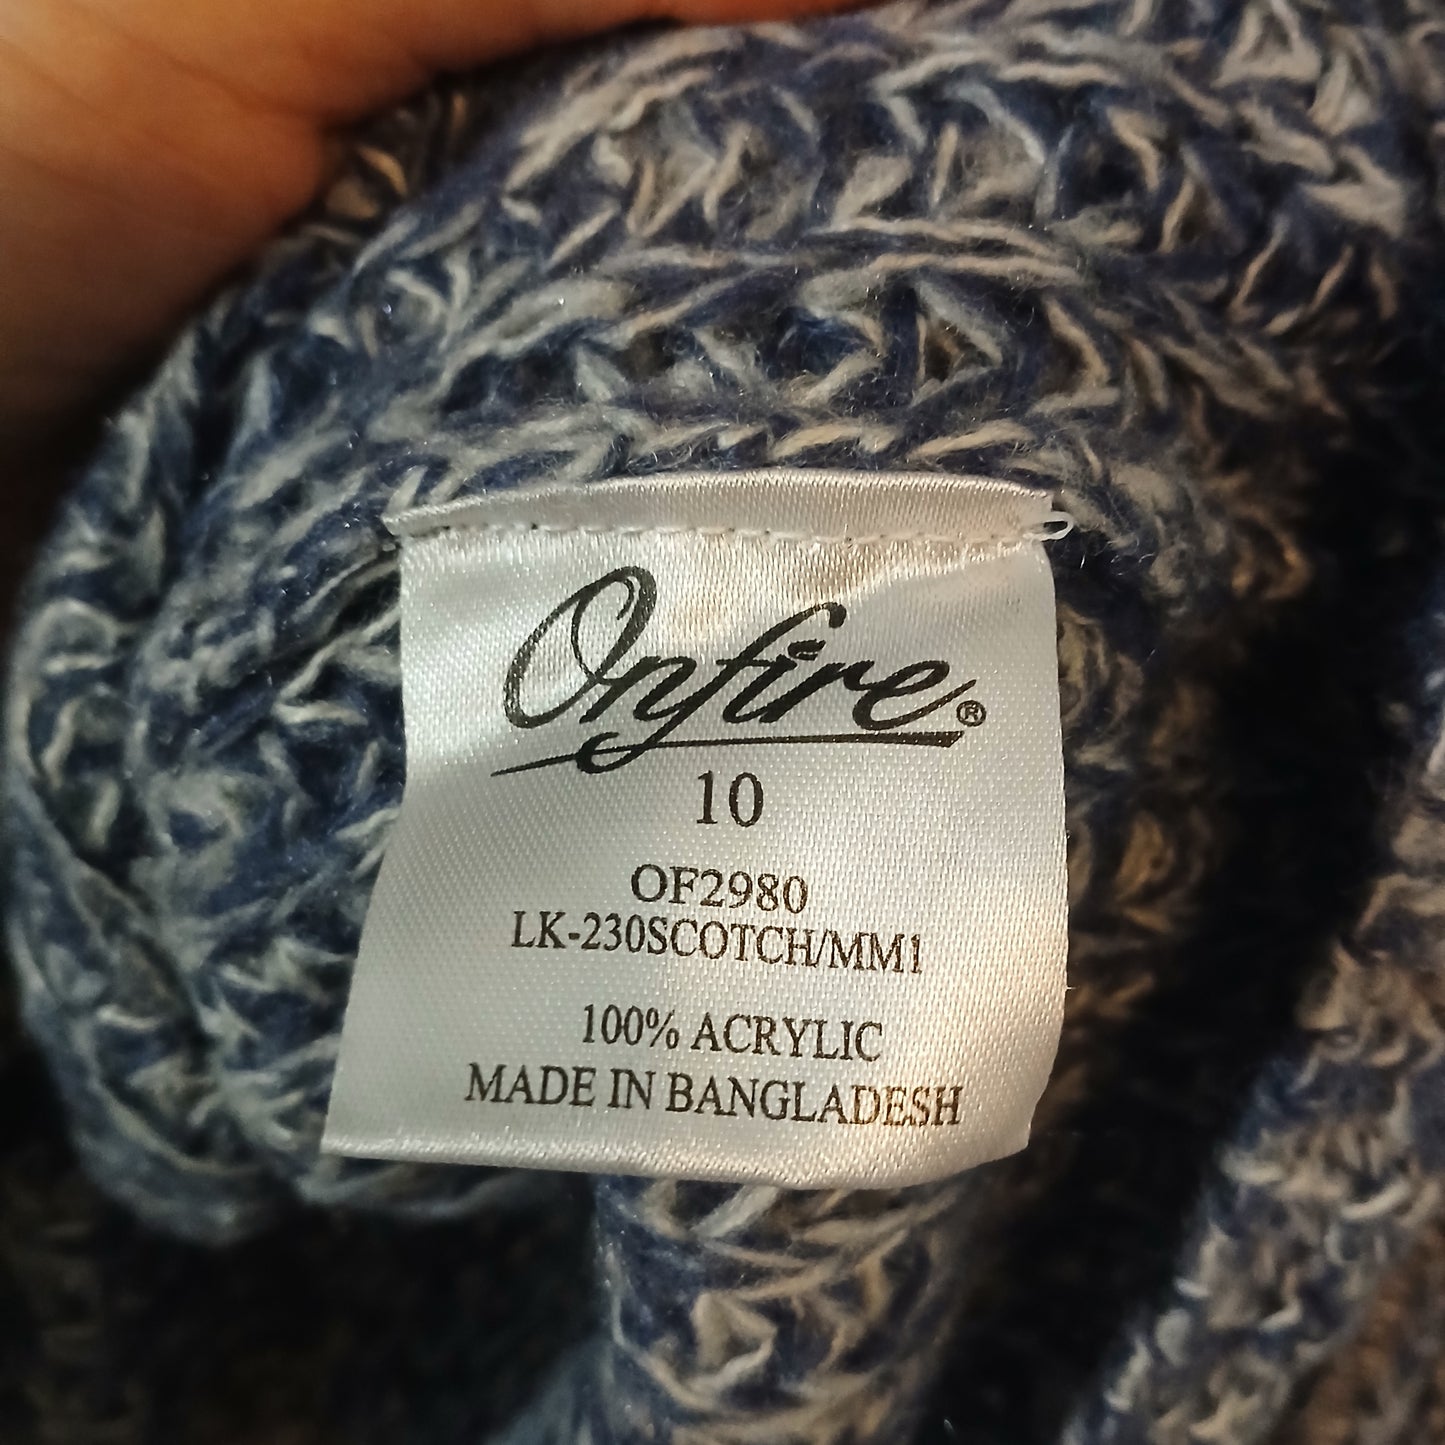 Onfire®
10
OF2980
LK-230SCOTCH/MM1
100% ACRYLIC
MADE IN BANGLADESH